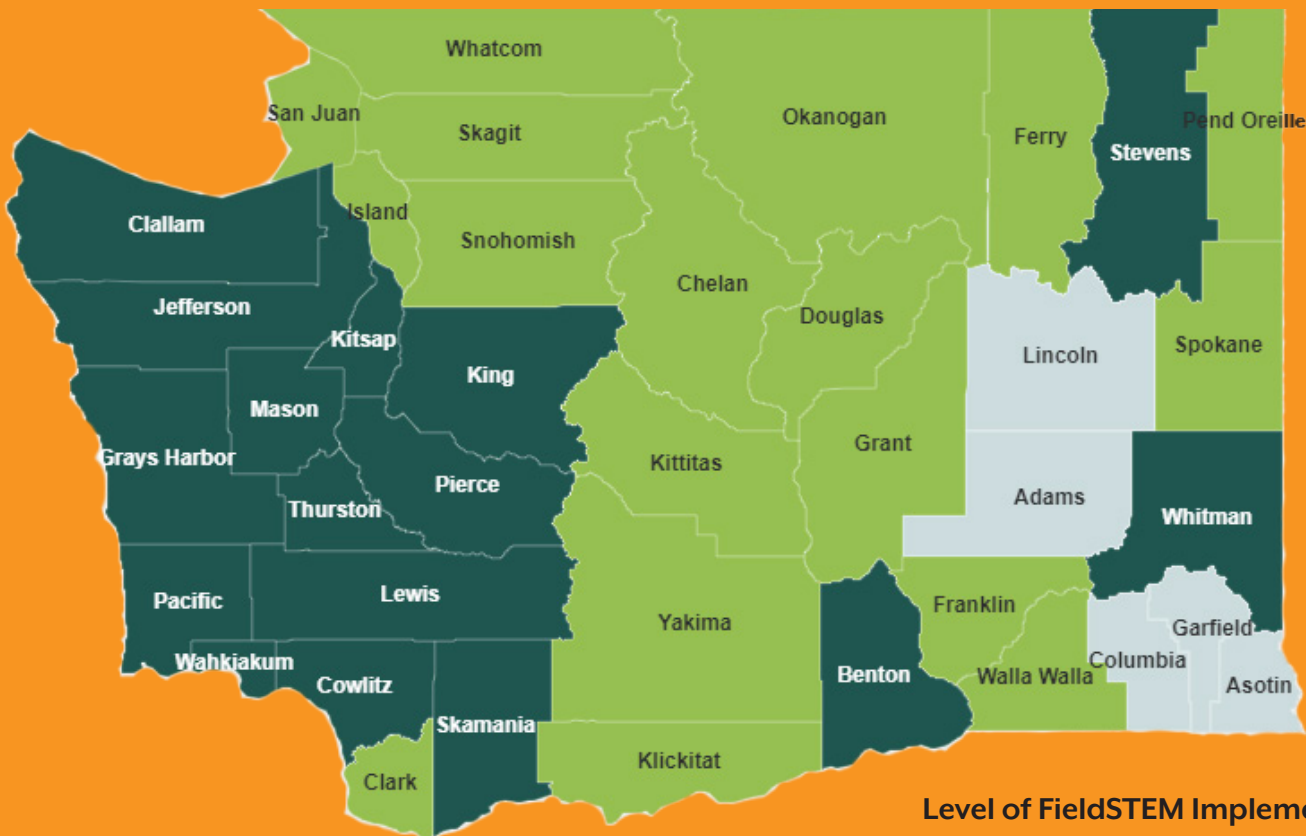 Whatcom
San Juan
Skagit
Okanogan
Ferry
Pend Oreille
Stevens
Clallam
Island
Snohomish
Chelan
Jefferson
Kitsap
Douglas
Lincoln
Spokane
King
Mason
Grays Harbor
Kittitas
Grant
Pierce
Thurston
Adams
Whitman
Pacific
Lewis
Yakima
Franklin
Garfield
Wahkiakum
Cowlitz
Benton
Walla Walla
Columbia
Asotin
Skamania
Clark
Klickitat
Level of FieldSTEM Impleme